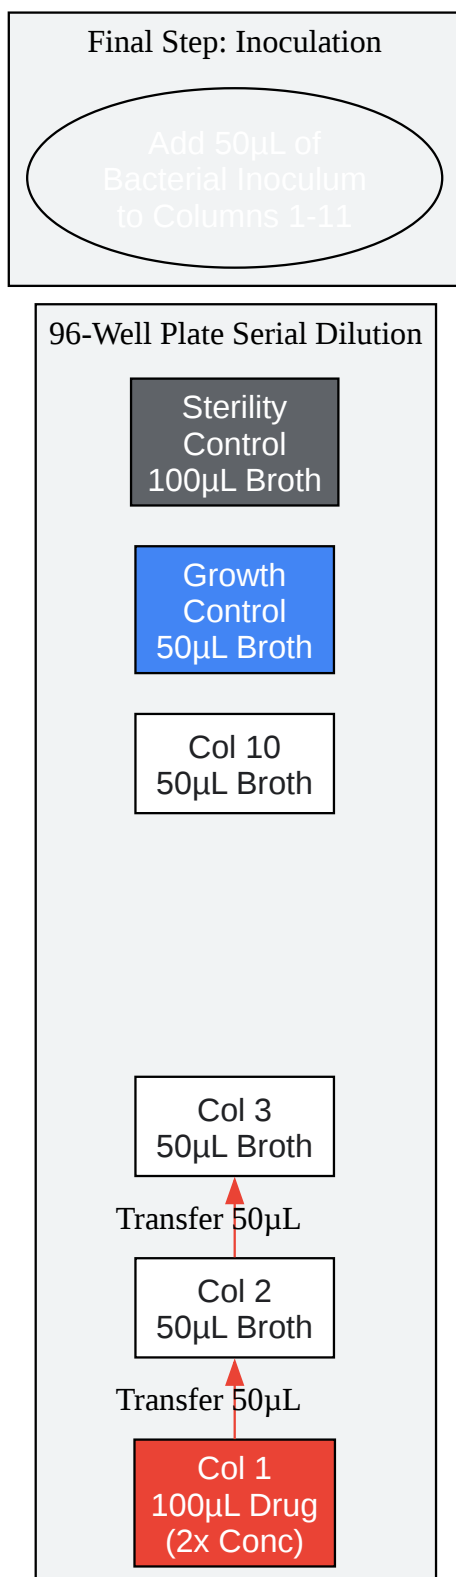 Final Step: Inoculation
Add 50µL of
Bacterial Inoculum
to Columns 1-11
96-Well Plate Serial Dilution
Sterility
Control
100µL Broth
Growth
Control
50µL Broth
Col 10
50µL Broth
Col 3
50µL Broth
Transfer 50µL
Col 2
50µL Broth
Transfer 50µL
Col 1
100µL Drug
(2x Conc)